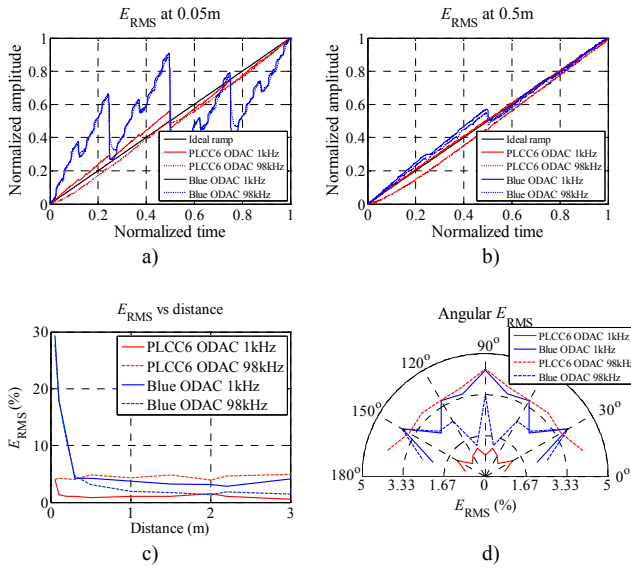 E_RMS at 0.05m
Normalized amplitude
1
0.8
0.6
0.4
0.2
0
0
0.2
0.4
0.6
0.8
1
Ideal ramp
PLCC6 ODAC 1kHz
PLCC6 ODAC 98kHz
Blue ODAC 1kHz
Blue ODAC 98kHz
Normalized time
a)
E_RMS at 0.5m
Normalized amplitude
1
0.8
0.6
0.4
0.2
0
0
0.2
0.4
0.6
0.8
1
Ideal ramp
PLCC6 ODAC 1kHz
PLCC6 ODAC 98kHz
Blue ODAC 1kHz
Blue ODAC 98kHz
Normalized time
b)
E_RMS vs distance
E_RMS (%)
30
20
10
0
0
1
2
3
PLCC6 ODAC 1kHz
PLCC6 ODAC 98kHz
Blue ODAC 1kHz
Blue ODAC 98kHz
Distance (m)
c)
Angular E_RMS
PLCC6 ODAC 1kHz
PLCC6 ODAC 98kHz
Blue ODAC 1kHz
Blue ODAC 98kHz
90°
120°
150°
30°
180°
0°
5 3.33 1.67 0 1.67 3.33 5
E_RMS (%)
d)